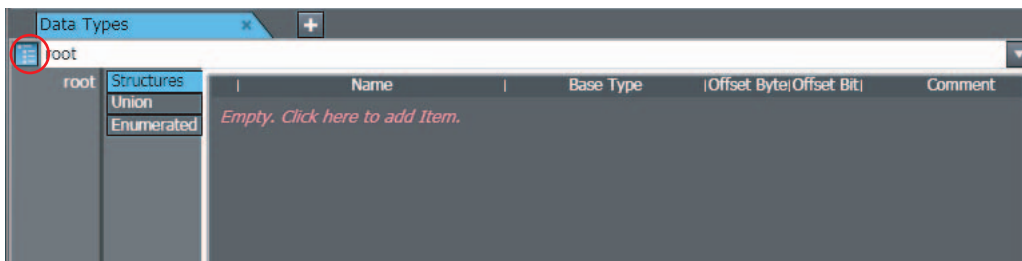 Data Types × +
root
root Structures | Name | Base Type |Offset Byte|Offset Bit| Comment
Union
Enumerated
Empty. Click here to add Item.